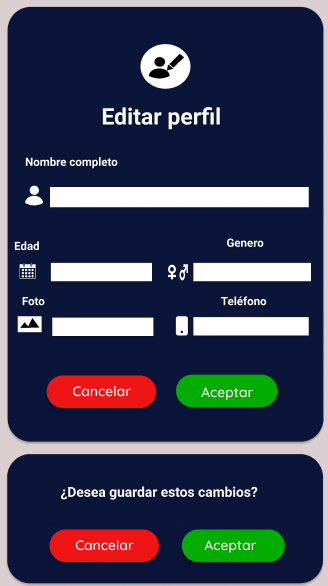 Editar perfil
Nombre completo
Edad
Genero
Foto
Teléfono
Cancelar
Aceptar
¿Desea guardar estos cambios?
Cancelar
Aceptar